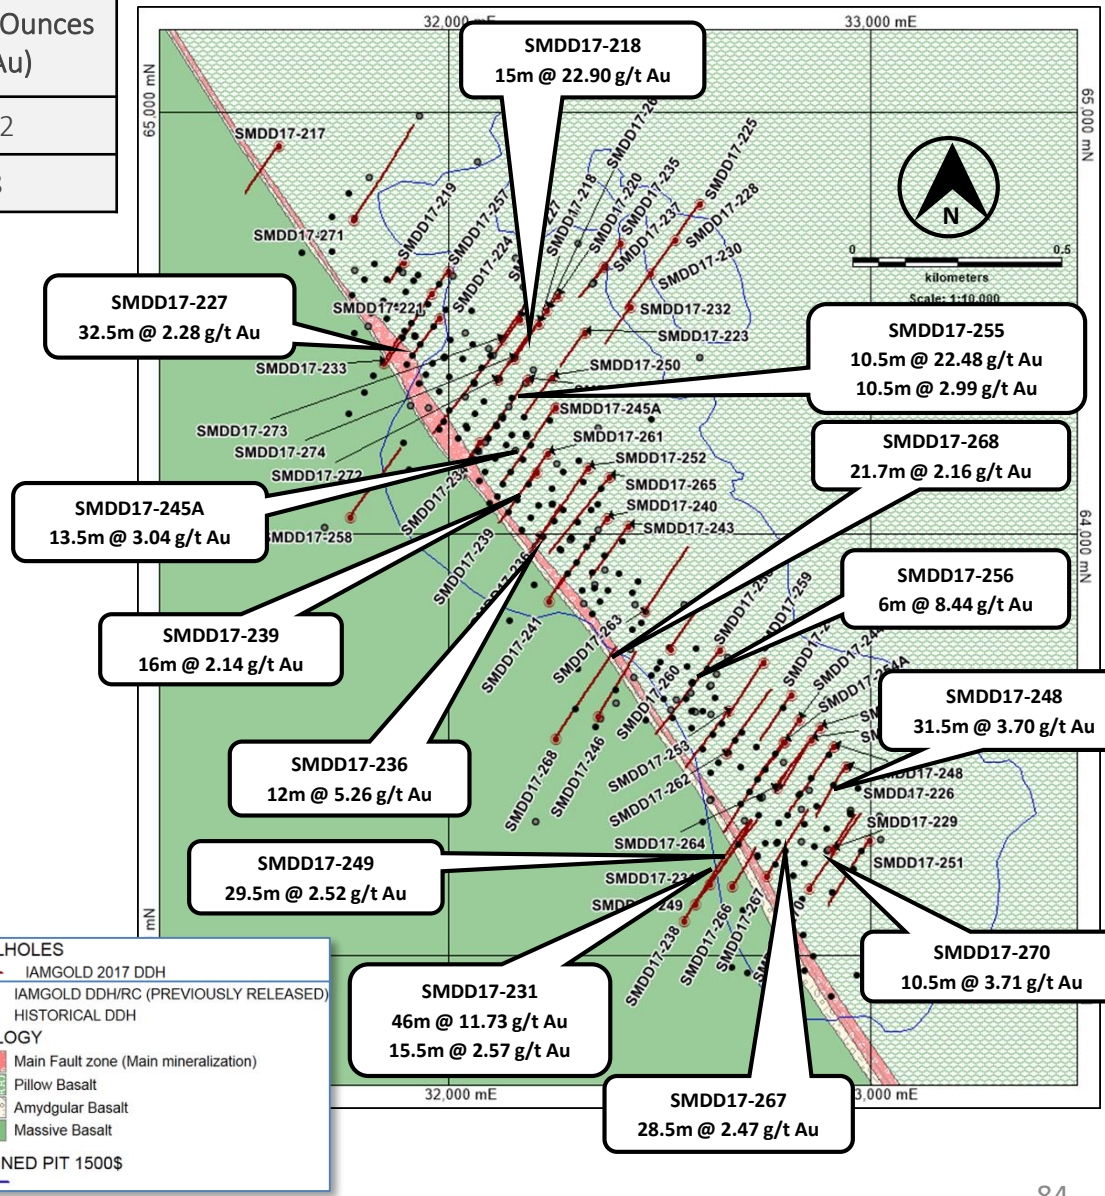 Ounces
Au)
2
32,000 mE
33,000 mE
65,000 mN
65,000 mN
SMDD17-218
15m @ 22.90 g/t Au
SMDD17-217
SMDD17-225
SMDD17-235
SMDD17-220
SMDD17-218
SMDD17-219
SMDD17-257
SMDD17-237
SMDD17-228
SMDD17-224
SMDD17-271
SMDD17-230
N
0
0.5
kilometers
Scale: 1:10,000
SMDD17-227
32.5m @ 2.28 g/t Au
SMDD17-221
SMDD17-232
SMDD17-223
SMDD17-255
10.5m @ 22.48 g/t Au
10.5m @ 2.99 g/t Au
SMDD17-233
SMDD17-250
SMDD17-245A
SMDD17-273
SMDD17-274
SMDD17-272
SMDD17-261
SMDD17-252
SMDD17-265
SMDD17-240
SMDD17-243
SMDD17-268
21.7m @ 2.16 g/t Au
SMDD17-245A
13.5m @ 3.04 g/t Au
SMDD17-258
SMDD17-239
64,000 mN
SMDD17-256
6m @ 8.44 g/t Au
SMDD17-239
16m @ 2.14 g/t Au
SMDD17-241
SMDD17-263
SMDD17-259
SMDD17-260
SMDD17-244
SMDD17-248
31.5m @ 3.70 g/t Au
SMDD17-236
12m @ 5.26 g/t Au
SMDD17-268
SMDD17-246
SMDD17-253
SMDD17-262
SMDD17-264
SMDD17-248
SMDD17-226
SMDD17-229
SMDD17-251
SMDD17-249
29.5m @ 2.52 g/t Au
SMDD17-238
SMDD17-266
SMDD17-267
mN
SMDD17-270
10.5m @ 3.71 g/t Au
SMDD17-231
46m @ 11.73 g/t Au
15.5m @ 2.57 g/t Au
SMDD17-267
28.5m @ 2.47 g/t Au
32,000 mE
3,000 mE
LHOLES
IAMGOLD 2017 DDH
IAMGOLD DDH/RC (PREVIOUSLY RELEASED)
HISTORICAL DDH
LOGY
Main Fault zone (Main mineralization)
Pillow Basalt
Amydgular Basalt
Massive Basalt
NED PIT 1500$
84